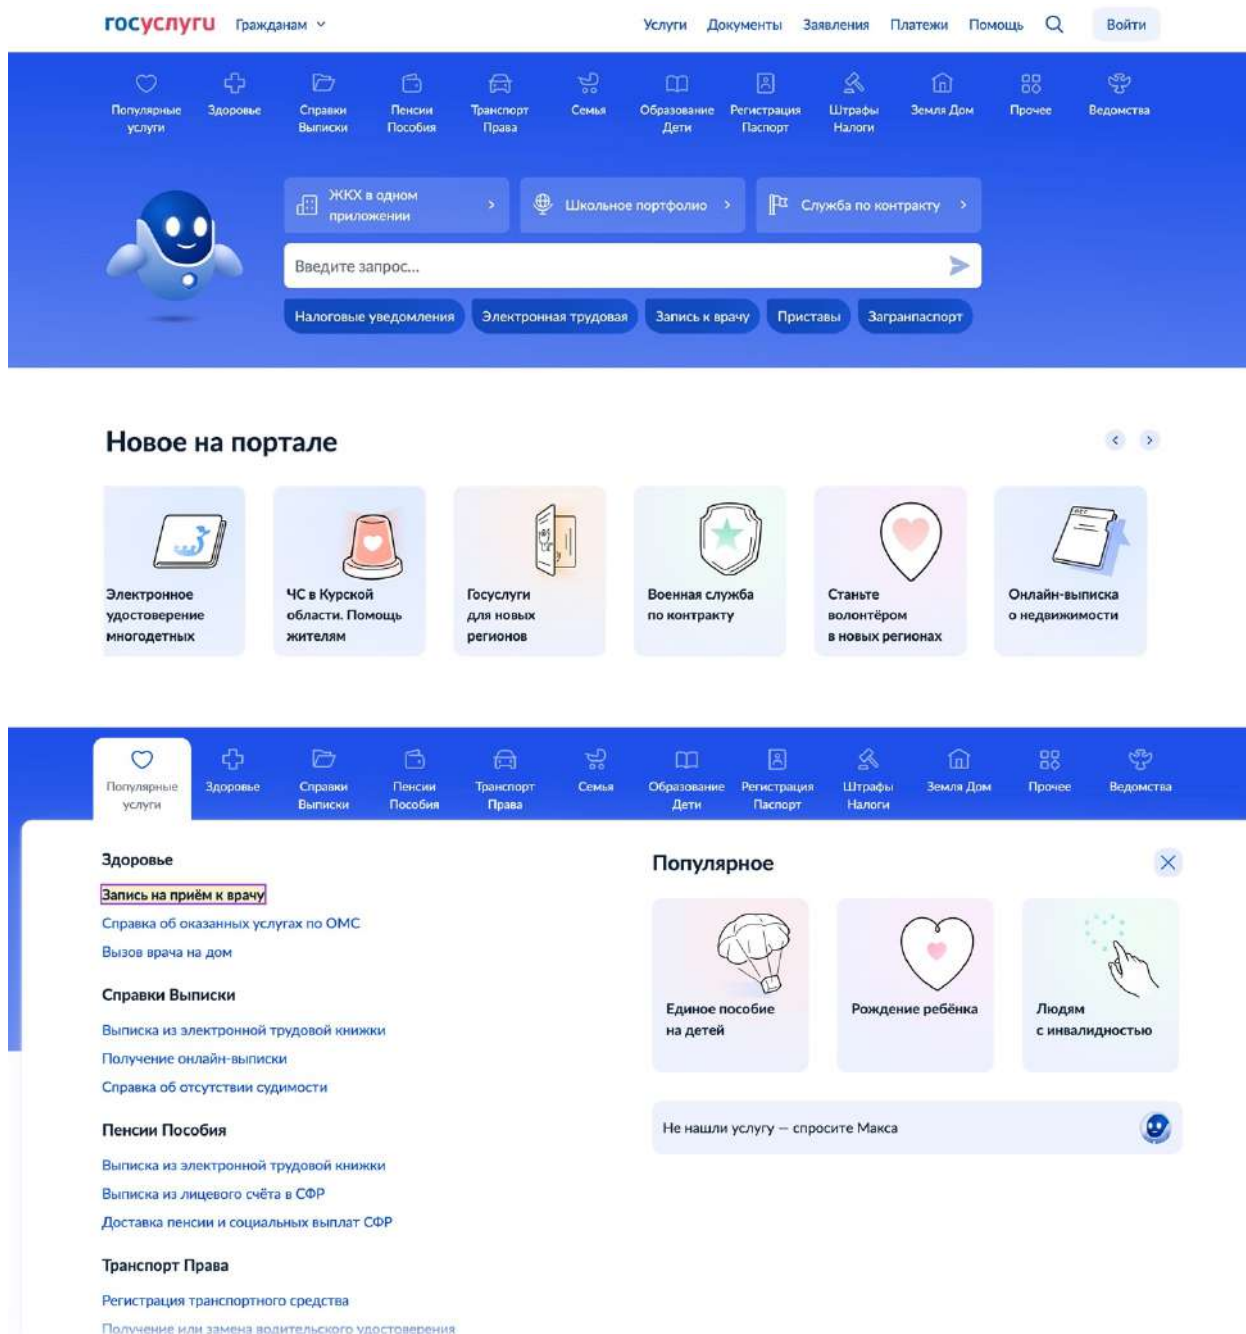 госуслуги Гражданам Услуги Документы Заявления Платежи Помощь Войти
Популярные Здоровье Справки Пенсии Транспорт Семья Образование Регистрация Штрафы Земля Дом Прочее Ведомства
услуги Выписки Пособия Права Дети Паспорт Налоги
ЖКХ в одном
приложении
Школьное портфолио
Служба по контракту
Введите запрос...
Налоговые уведомления Электронная трудовая Запись к врачу Приставы Загранпаспорт
Новое на портале
Электронное
удостоверение
многодетных
ЧС в Курской
области. Помощь
жителям
Госуслуги
для новых
регионов
Военная служба
по контракту
Станьте
волонтёром
в новых регионах
Онлайн-выписка
о недвижимости
Популярные Здоровье Справки Пенсии Транспорт Семья Образование Регистрация Штрафы Земля Дом Прочее Ведомства
услуги Выписки Пособия Права Дети Паспорт Налоги
Здоровье
Запись на приём к врачу
Справка об оказанных услугах по ОМС
Вызов врача на дом
Справки Выписки
Выписка из электронной трудовой книжки
Получение онлайн-выписки
Справка об отсутствии судимости
Пенсии Пособия
Выписка из электронной трудовой книжки
Выписка из лицевого счёта в СФР
Доставка пенсии и социальных выплат СФР
Транспорт Права
Регистрация транспортного средства
Получение или замена водительского удостоверения
Популярное
Единое пособие
на детей
Рождение ребёнка
Людям
с инвалидностью
Не нашли услугу — спросите Макса